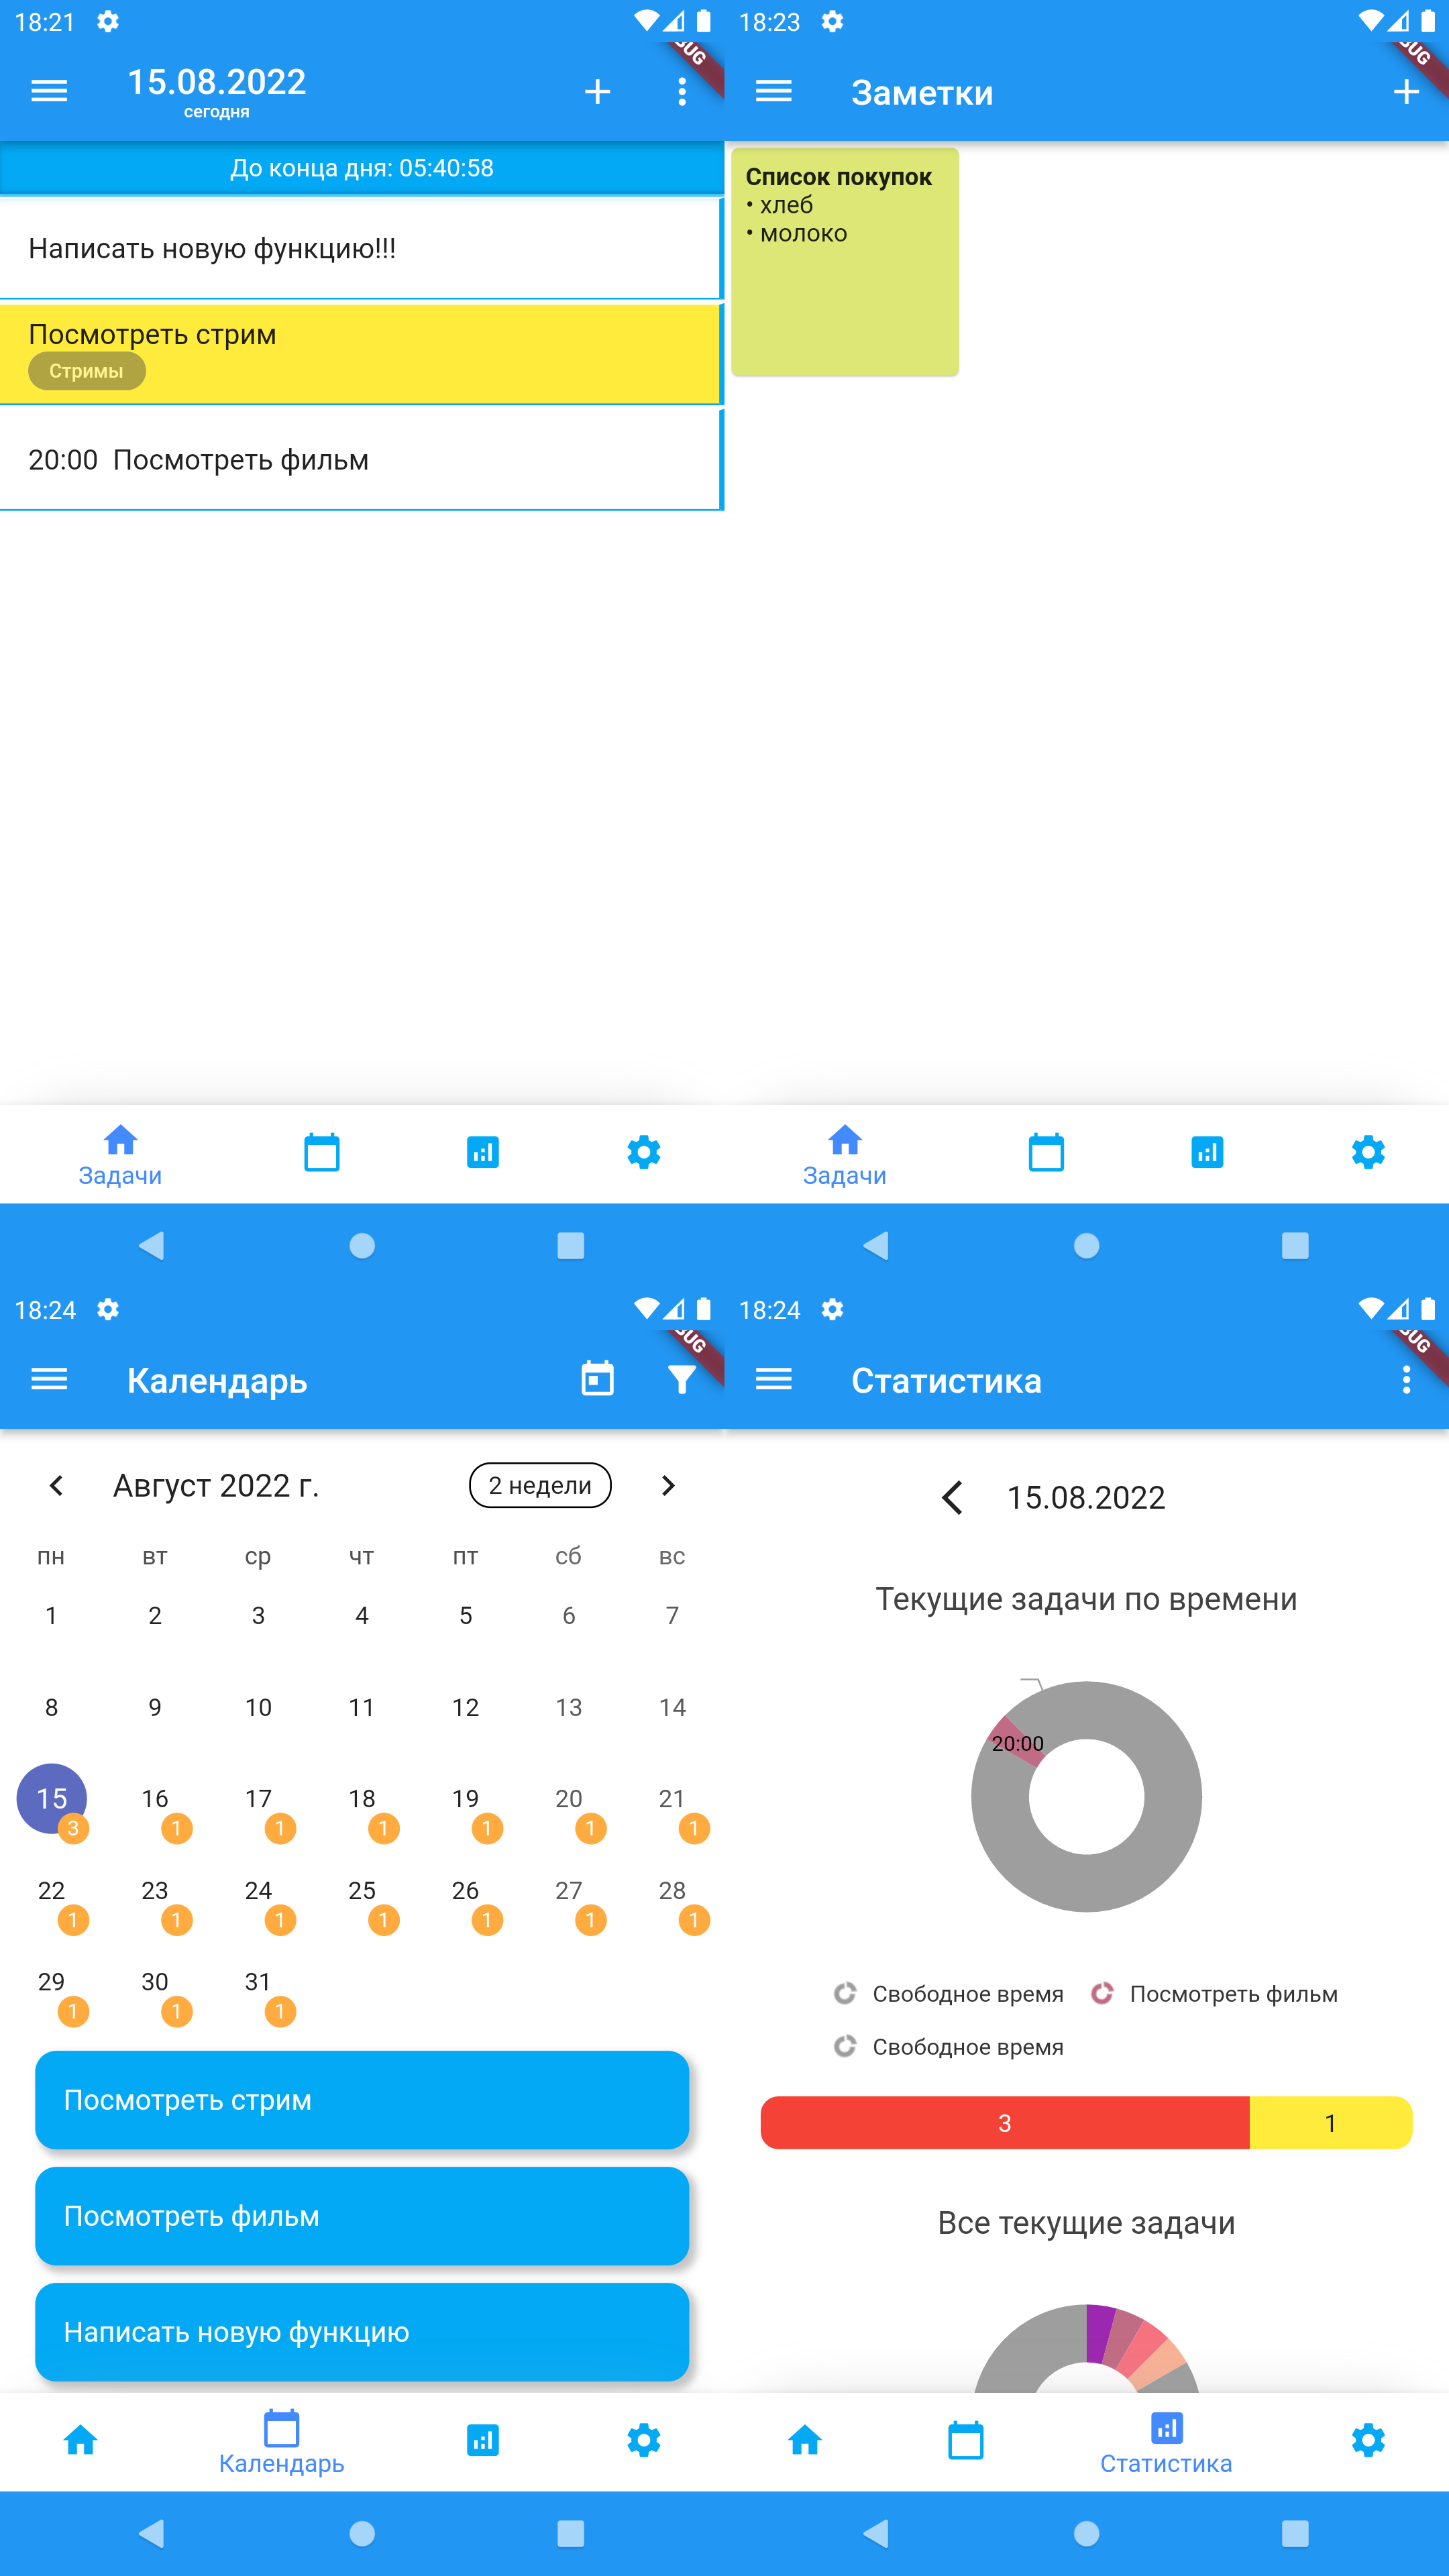 18:21
15.08.2022
сегодня
До конца дня: 05:40:58
Написать новую функцию!!!
Посмотреть стрим
Стримы
20:00 Посмотреть фильм
Задачи
18:23
Заметки
Список покупок
• хлеб
• молоко
Задачи
18:24
Календарь
Август 2022 г.
2 недели
пн вт ср чт пт сб вс
1 2 3 4 5 6 7
8 9 10 11 12 13 14
15 16 17 18 19 20 21
3 1 1 1 1 1 1
22 23 24 25 26 27 28
1 1 1 1 1 1 1
29 30 31
1 1 1
Посмотреть стрим
Посмотреть фильм
Написать новую функцию
Календарь
18:24
Статистика
15.08.2022
Текущие задачи по времени
20:00
Свободное время Посмотреть фильм
Свободное время
3 1
Все текущие задачи
Статистика